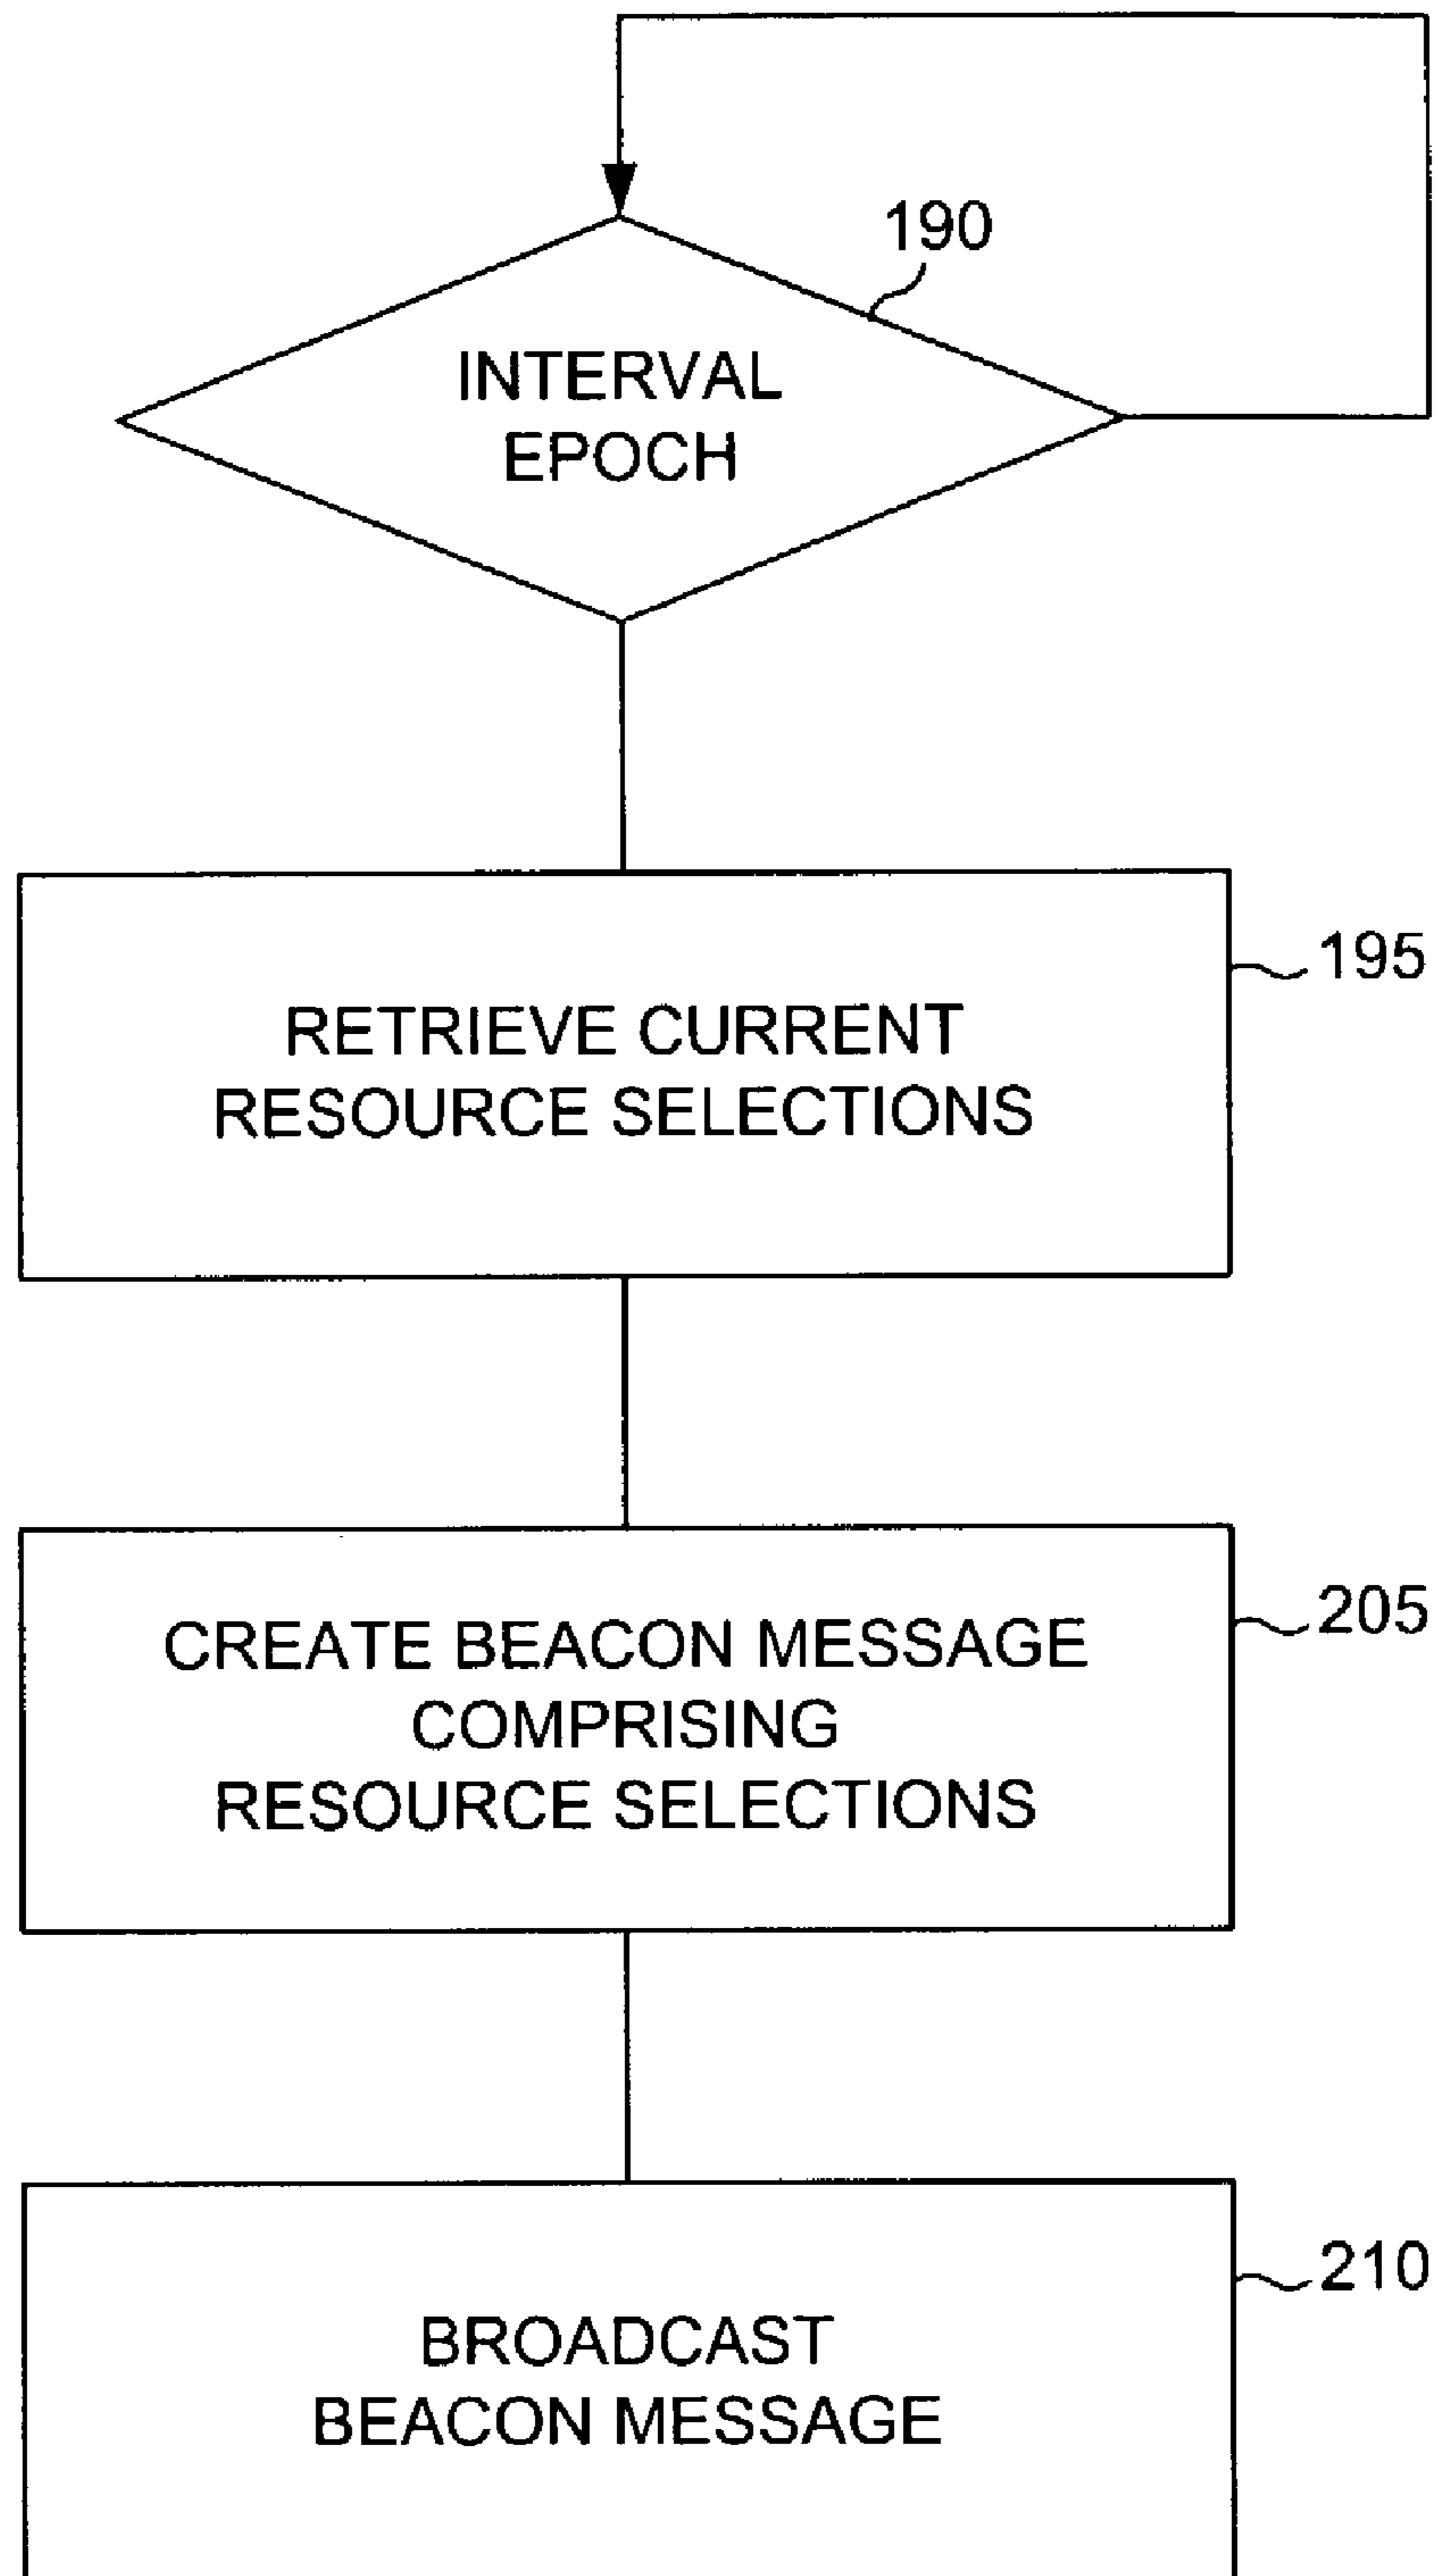 190
INTERVAL
EPOCH
195
RETRIEVE CURRENT
RESOURCE SELECTIONS
205
CREATE BEACON MESSAGE
COMPRISING
RESOURCE SELECTIONS
210
BROADCAST
BEACON MESSAGE